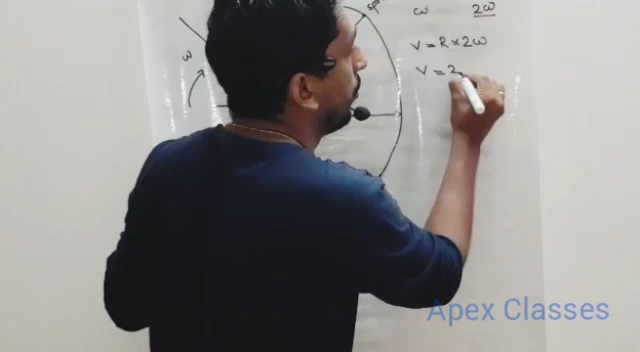 ω 2ω
ω
V = R × 2ω
V = 2
Apex Classes